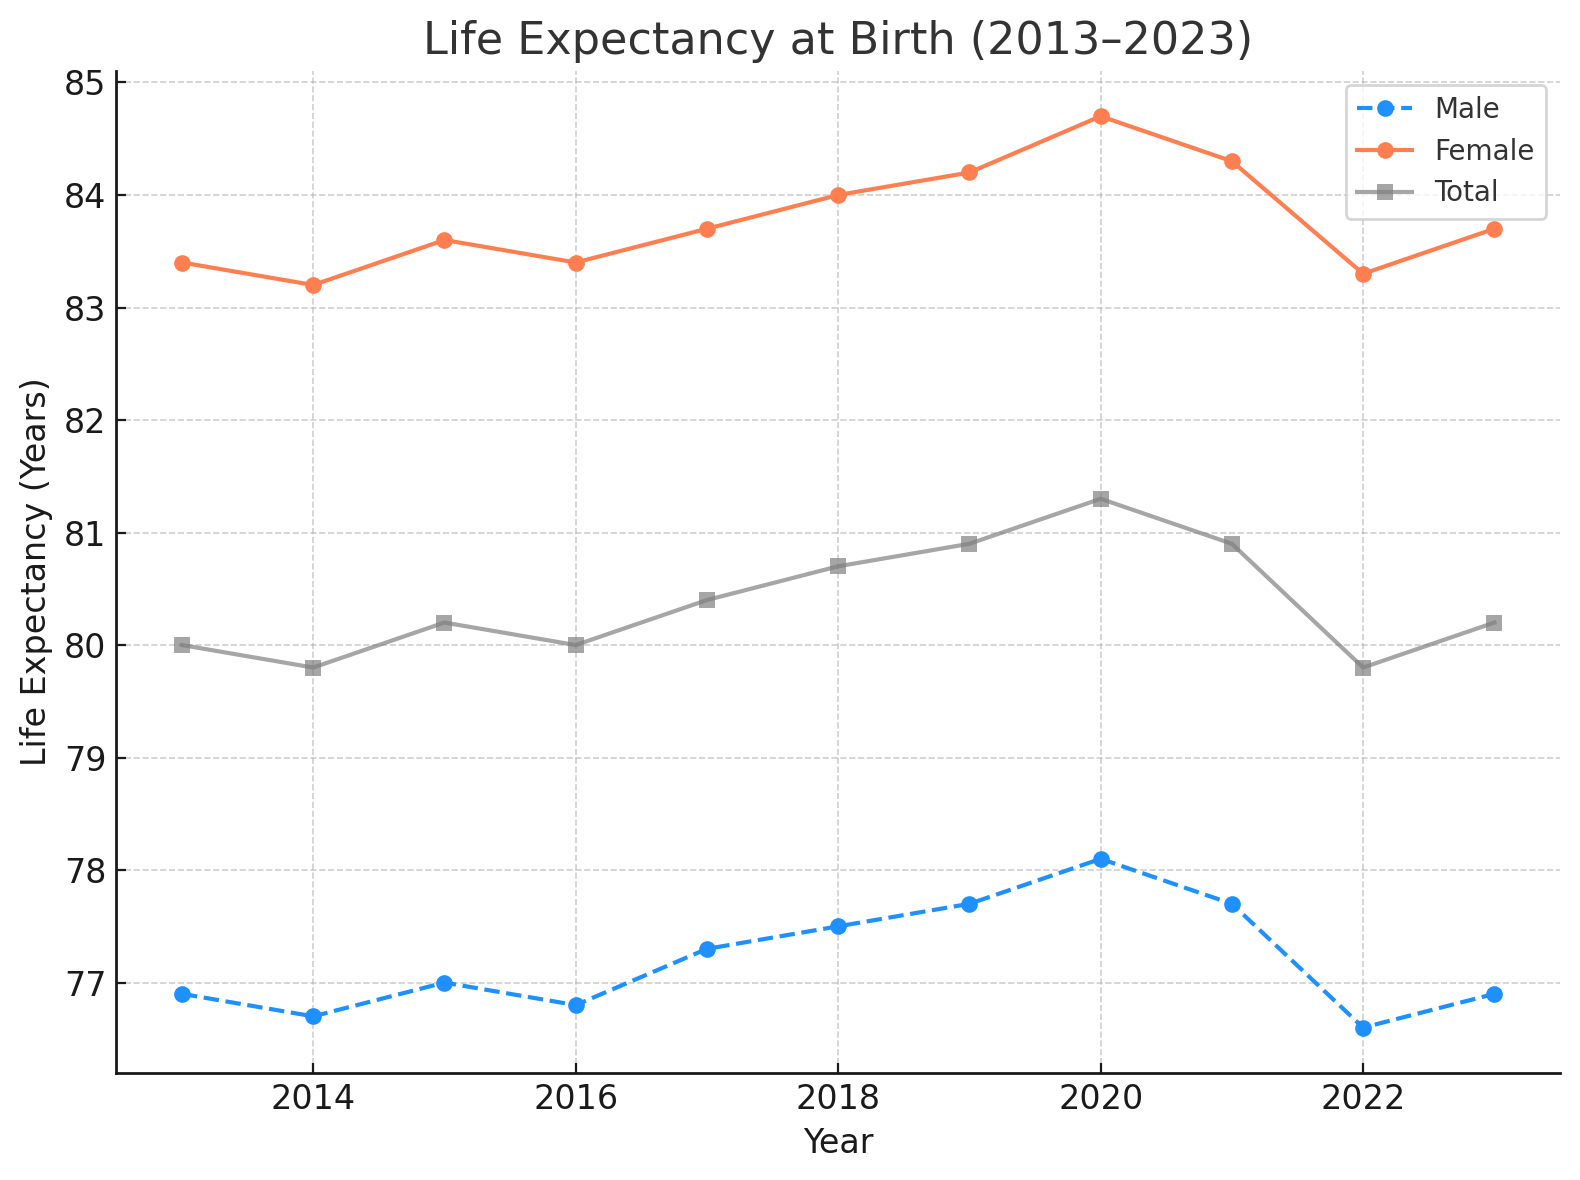 Life Expectancy at Birth (2013–2023)
Male
Female
Total
85
84
83
82
81
80
79
78
77
Life Expectancy (Years)
2014 2016 2018 2020 2022
Year